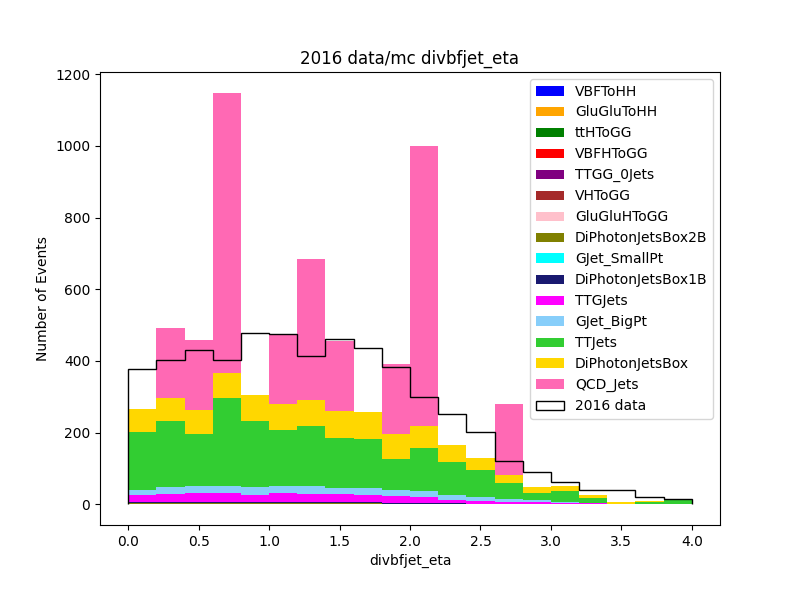 2016 data/mc divbfjet_eta
1200
1000
800
600
400
200
0
Number of Events
0.0 0.5 1.0 1.5 2.0 2.5 3.0 3.5 4.0
divbfjet_eta
VBFToHH
GluGluToHH
ttHToGG
VBFHToGG
TTGG_0Jets
VHToGG
GluGluHToGG
DiPhotonJetsBox2B
GJet_SmallPt
DiPhotonJetsBox1B
TTGJets
GJet_BigPt
TTJets
DiPhotonJetsBox
QCD_Jets
2016 data